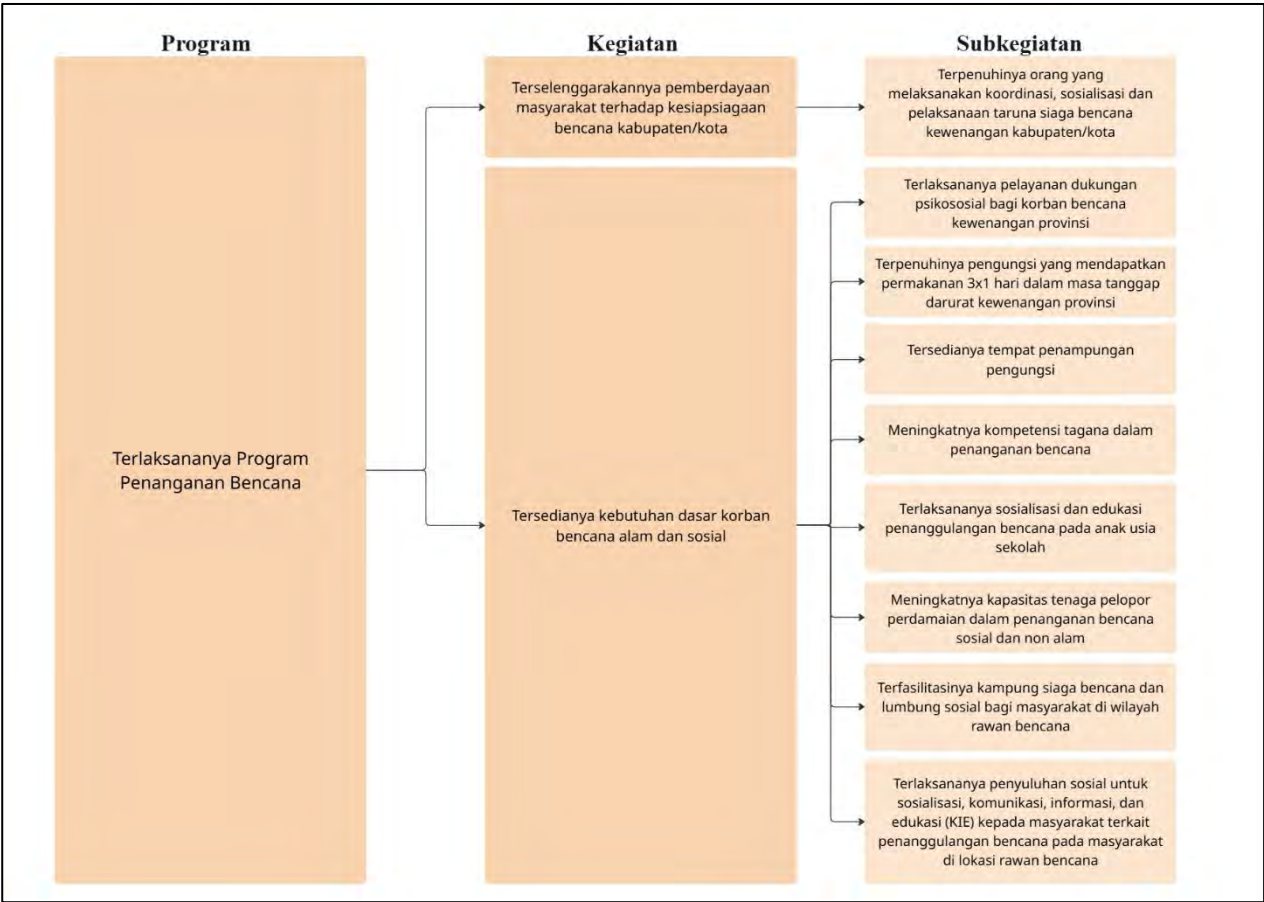 Program
Kegiatan
Subkegiatan
Terlaksananya Program
Penanganan Bencana
Terselenggarakannya pemberdayaan
masyarakat terhadap kesiapsiagaan
bencana kabupaten/kota
Tersedianya kebutuhan dasar korban
bencana alam dan sosial
Terpenuhinya orang yang
melaksanakan koordinasi, sosialisasi dan
pelaksanaan taruna siaga bencana
kewenangan kabupaten/kota
Terlaksananya pelayanan dukungan
psikososial bagi korban bencana
kewenangan provinsi
Terpenuhinya pengungsi yang mendapatkan
permakanan 3x1 hari dalam masa tanggap
darurat kewenangan provinsi
Tersedianya tempat penampungan
pengungsi
Meningkatnya kompetensi tagana dalam
penanganan bencana
Terlaksananya sosialisasi dan edukasi
penanggulangan bencana pada anak usia
sekolah
Meningkatnya kapasitas tenaga pelopor
perdamaian dalam penanganan bencana
sosial dan non alam
Terfasilitasinya kampung siaga bencana dan
lumbung sosial bagi masyarakat di wilayah
rawan bencana
Terlaksananya penyuluhan sosial untuk
sosialisasi, komunikasi, informasi, dan
edukasi (KIE) kepada masyarakat terkait
penanggulangan bencana pada masyarakat
di lokasi rawan bencana